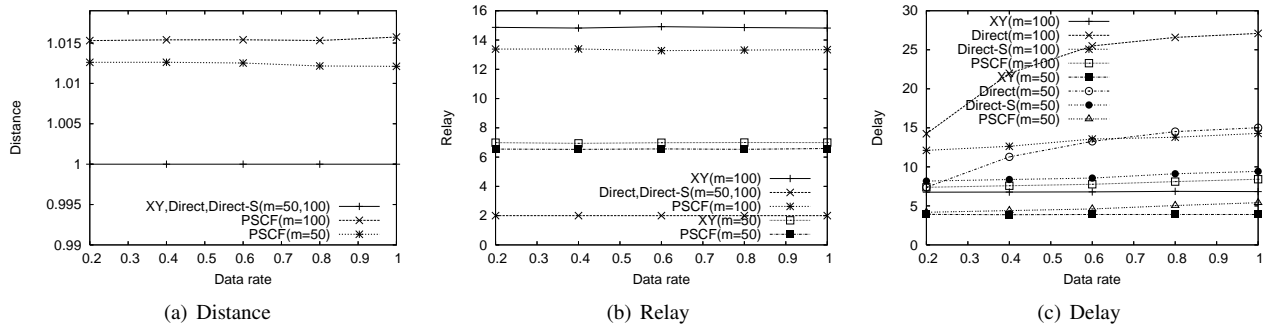 1.015
1.01
1.005
1
0.995
0.99
Distance
XY,Direct,Direct-S(m=50,100)
PSCF(m=100)
PSCF(m=50)
0.2 0.3 0.4 0.5 0.6 0.7 0.8 0.9 1
Data rate
(a) Distance
16
14
12
10
8
6
4
2
0
Relay
XY(m=100)
Direct,Direct-S(m=50,100)
PSCF(m=100)
XY(m=50)
PSCF(m=50)
0.2 0.3 0.4 0.5 0.6 0.7 0.8 0.9 1
Data rate
(b) Relay
30
25
20
15
10
5
0
Delay
XY(m=100)
Direct(m=100)
Direct-S(m=100)
PSCF(m=100)
XY(m=50)
Direct(m=50)
Direct-S(m=50)
PSCF(m=50)
0.2 0.3 0.4 0.5 0.6 0.7 0.8 0.9 1
Data rate
(c) Delay